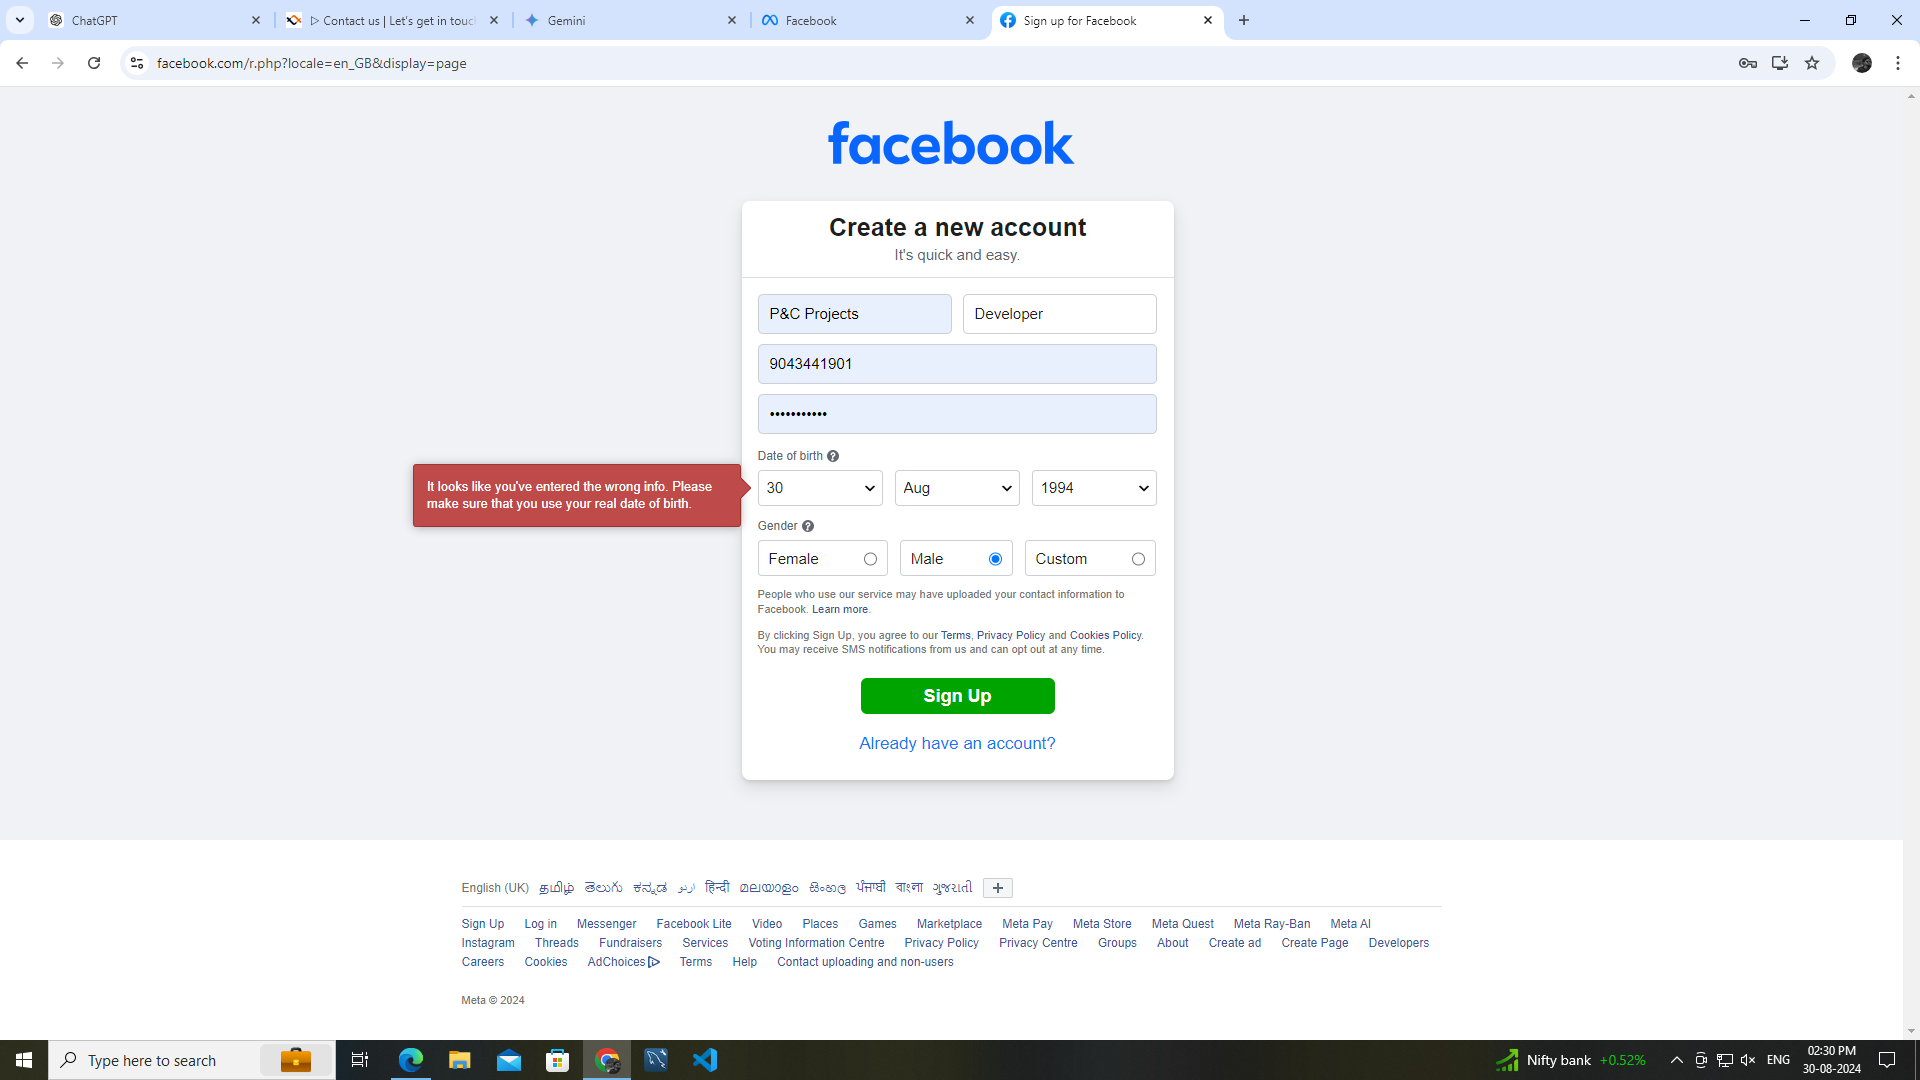 ChatGPT
▷ Contact us | Let's get in touc
Gemini
Facebook
Sign up for Facebook
facebook.com/r.php?locale=en_GB&display=page
facebook
Create a new account
It's quick and easy.
P&C Projects
Developer
9043441901
•••••••••••
Date of birth ?
It looks like you've entered the wrong info. Please
make sure that you use your real date of birth.
30
Aug
1994
Gender ?
Female
Male
Custom
People who use our service may have uploaded your contact information to
Facebook. Learn more.
By clicking Sign Up, you agree to our Terms, Privacy Policy and Cookies Policy.
You may receive SMS notifications from us and can opt out at any time.
Sign Up
Already have an account?
English (UK) தமிழ் తెలుగు ಕನ್ನಡ اردو हिन्दी മലയാളം සිංහල ਪੰਜਾਬੀ বাংলা ગુજરાતી +
Sign Up Log in Messenger Facebook Lite Video Places Games Marketplace Meta Pay Meta Store Meta Quest Meta Ray-Ban Meta AI
Instagram Threads Fundraisers Services Voting Information Centre Privacy Policy Privacy Centre Groups About Create ad Create Page Developers
Careers Cookies AdChoices Terms Help Contact uploading and non-users
Meta © 2024
Type here to search
Nifty bank +0.52%
ENG
02:30 PM
30-08-2024